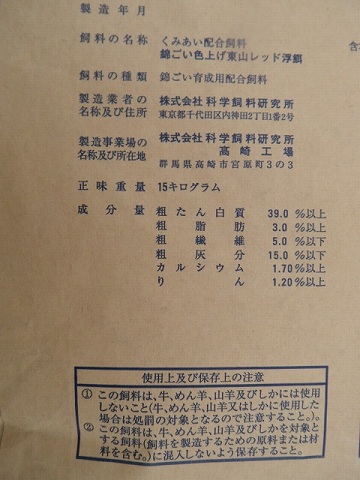 製造年月
飼料の名称 くみあい配合飼料
錦ごい色上げ東山レッド浮餌
飼料の種類 錦ごい育成用配合飼料
製造業者の 株式会社 科学飼料研究所
名称及び住所 東京都千代田区内神田2丁目1番2号
製造事業場の 株式会社 科学飼料研究所
名称及び所在地 高崎工場
群馬県高崎市宮原町3の3
正味重量 15キログラム
成分量 粗たん白質 39.0 %以上
粗脂肪 3.0 %以上
粗繊維 5.0 %以下
粗灰分 15.0 %以下
カルシウム 1.70%以上
りん 1.20%以上
使用上及び保存上の注意
① この飼料は、牛、めん羊、山羊及びしかには使用
しないこと(牛、めん羊、山羊又はしかに使用した
場合は処罰の対象となるので注意すること。)。
② この飼料は、牛、めん羊、山羊及びしかを対象と
する飼料(飼料を製造するための原料または材
料を含む。)に混入しないよう保存すること。